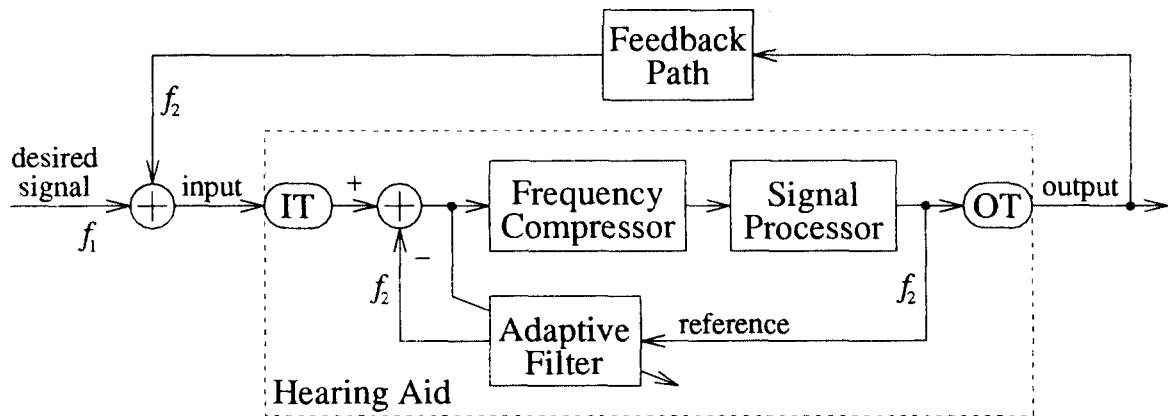 Feedback
Path
f2
desired
signal
f1
+
input
IT
+
+
−
Frequency
Compressor
Signal
Processor
OT
output
f2
f2
reference
Adaptive
Filter
Hearing Aid